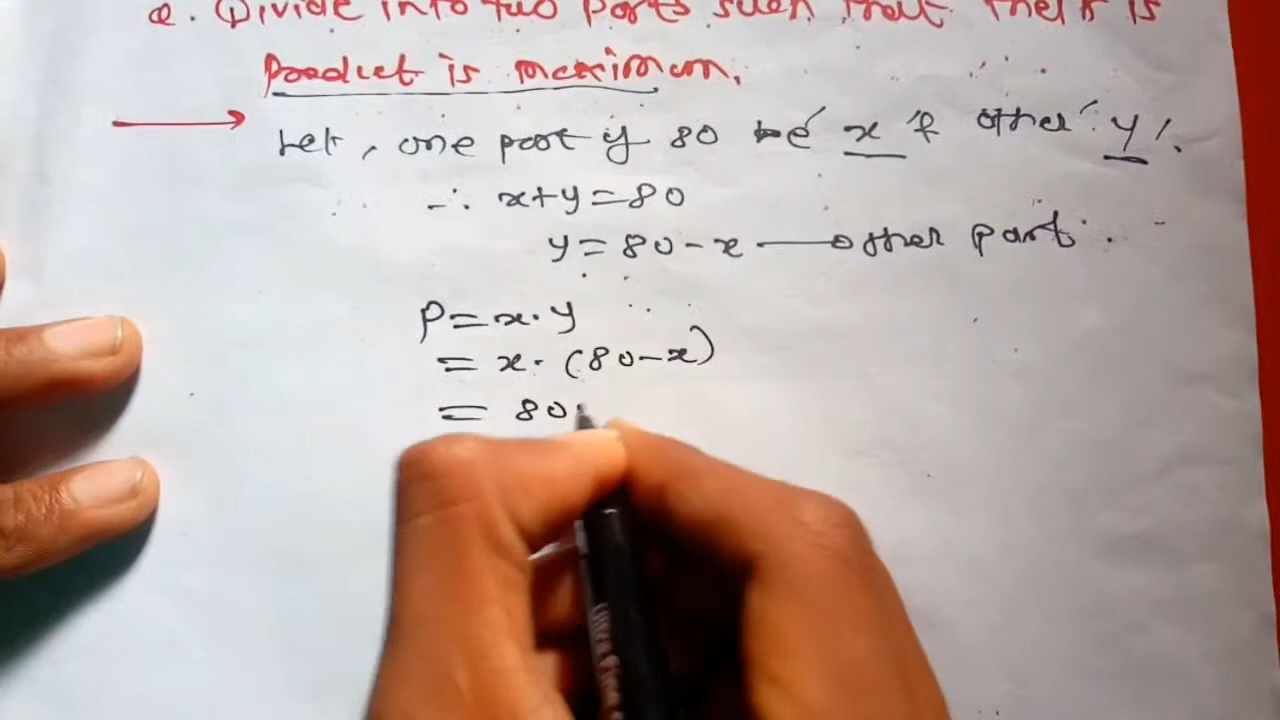 Q. Divide into two parts such that their is
Product is maximum.
Let, one part of 80 be x & other y.
∴ x+y=80
y=80-x other part.
P=x.y
= x. (80-x)
= 80